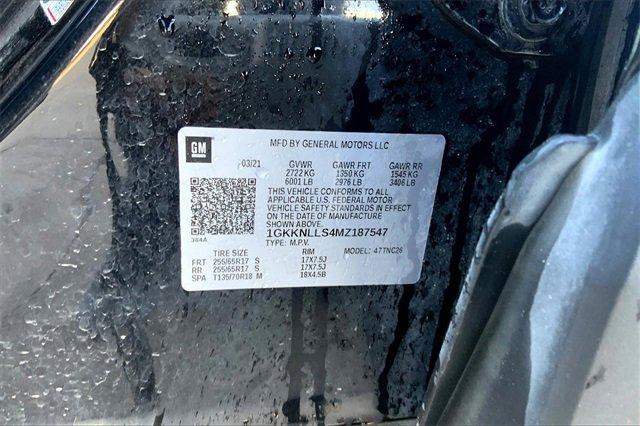 GM
MFD BY GENERAL MOTORS LLC
03/21 GVWR GAWR FRT GAWR RR
2722 KG 1350 KG 1545 KG
6001 LB 2976 LB 3406 LB
THIS VEHICLE CONFORMS TO ALL
APPLICABLE U.S. FEDERAL MOTOR
VEHICLE SAFETY STANDARDS IN EFFECT
ON THE DATE OF MANUFACTURE
SHOWN ABOVE.
384A
1GKKNLLS4MZ187547
TYPE: M.P.V. MODEL: 47TNC26
TIRE SIZE RIM
FRT 255/65R17 S 17X7.5J
RR 255/65R17 S 17X7.5J
SPA T135/70R18 M 18X4.5B